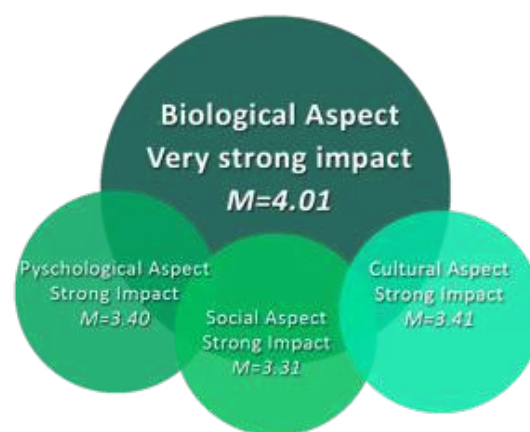 Biological Aspect
Very strong impact
M=4.01
Pyschological Aspect
Strong Impact
M=3.40
Social Aspect
Strong Impact
M=3.31
Cultural Aspect
Strong Impact
M=3.41